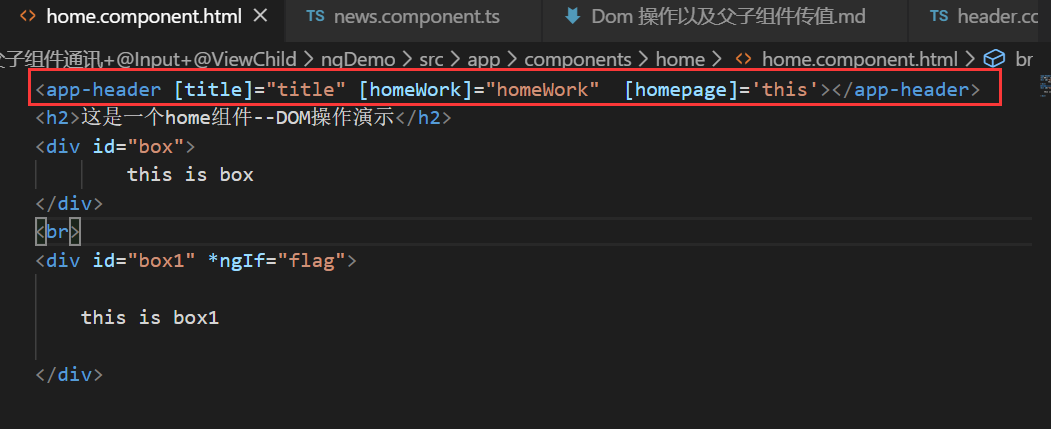 home.component.html
TS news.component.ts
Dom 操作以及父子组件传值.md
TS header.cc
父子组件通讯+@Input+@ViewChild > ngDemo > src > app > components > home > home.component.html > br
<app-header [title]="title" [homeWork]="homeWork"  [homepage]='this'></app-header>
<h2>这是一个home组件--DOM操作演示</h2>
<div id="box">
this is box
</div>
<br>
<div id="box1" *ngIf="flag">
this is box1
</div>